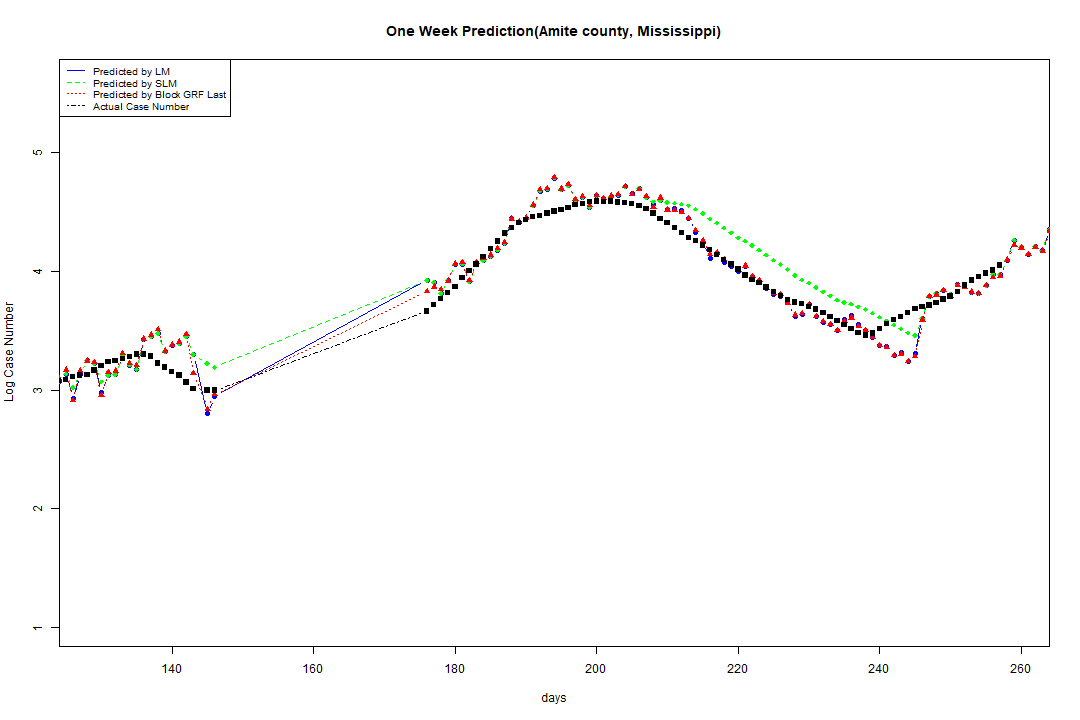 One Week Prediction(Amite county, Mississippi)
Predicted by LM
Predicted by SLM
Predicted by Block GRF Last
Actual Case Number
5
4
3
2
1
Log Case Number
140 160 180 200 220 240 260
days